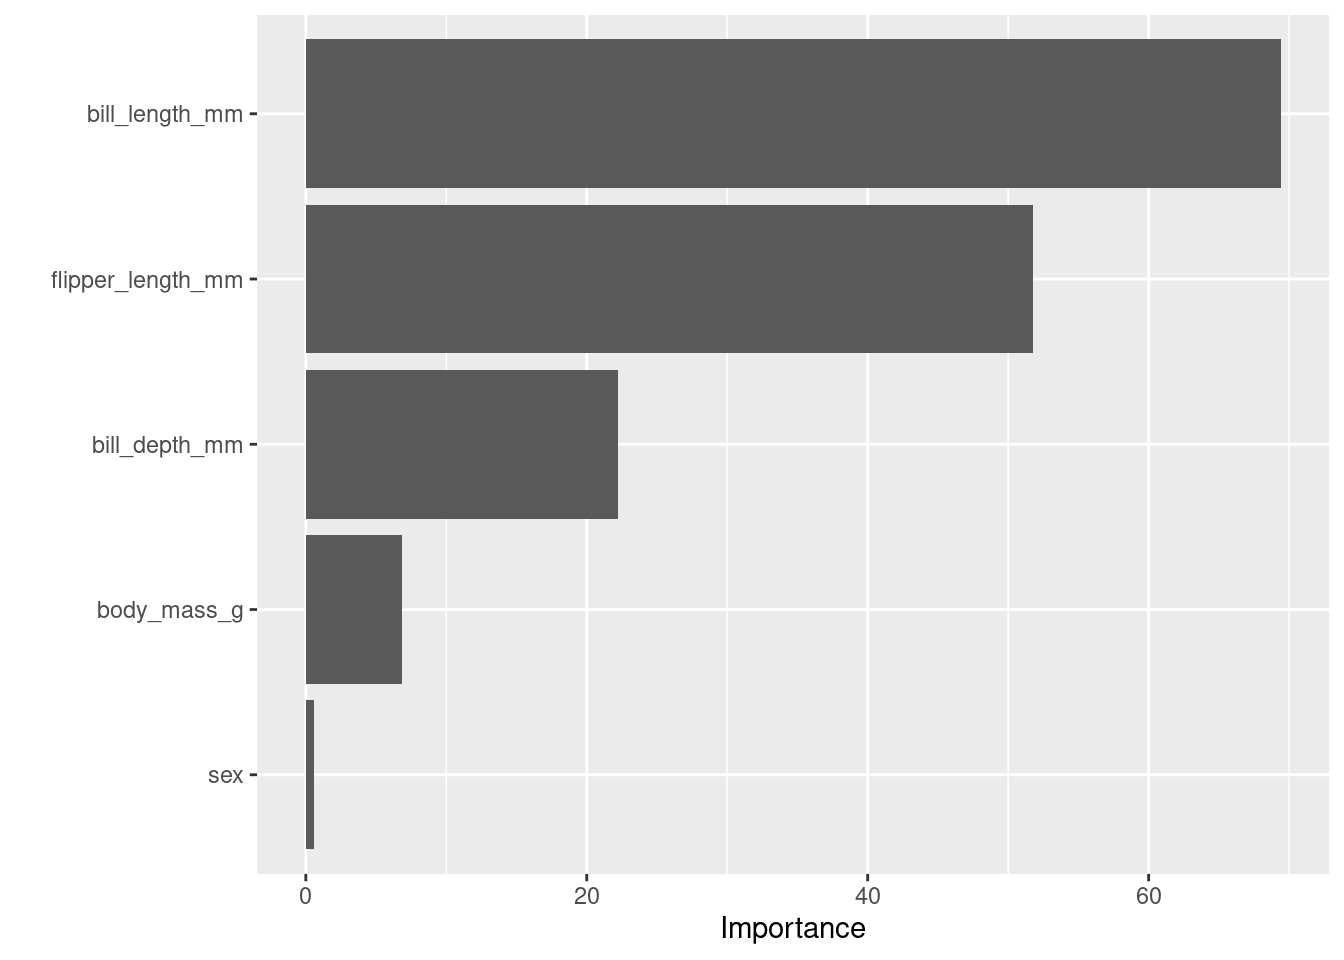 bill_length_mm
flipper_length_mm
bill_depth_mm
body_mass_g
sex
0 20 40 60
Importance